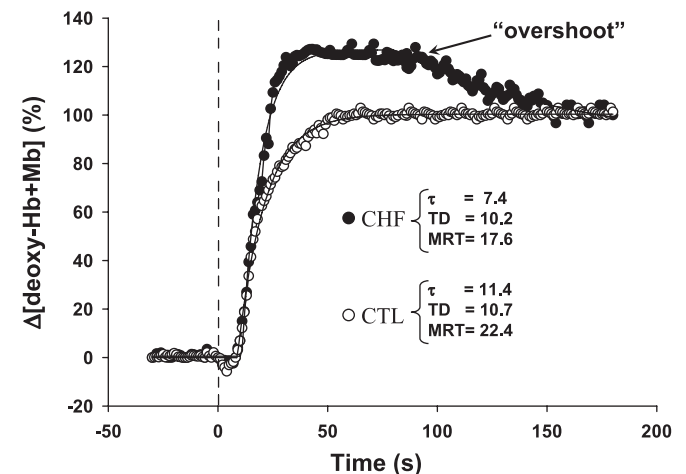 "overshoot"
Δ[deoxy-Hb+Mb] (%)
140
120
100
80
60
40
20
0
-20
CHF
τ = 7.4
TD = 10.2
MRT= 17.6
CTL
τ = 11.4
TD = 10.7
MRT= 22.4
-50 0 50 100 150 200
Time (s)